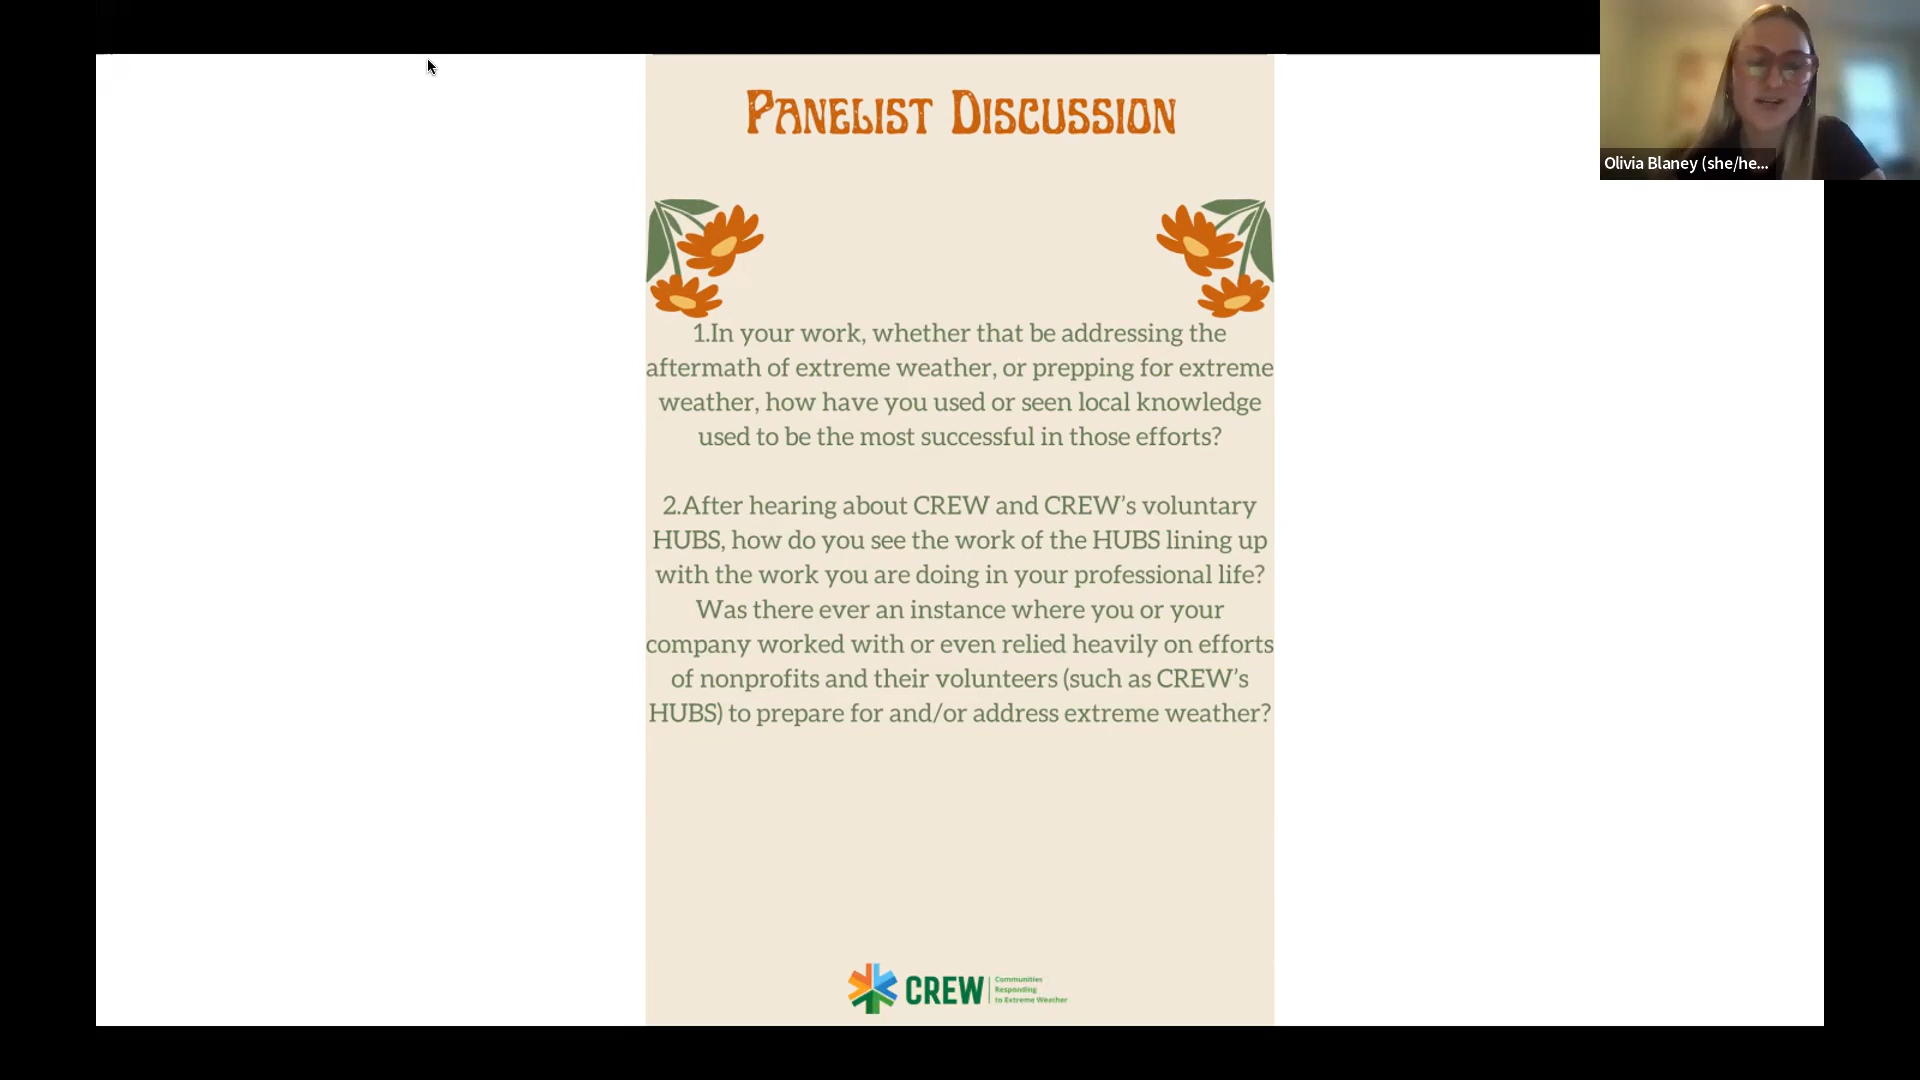 Panelist Discussion
Olivia Blaney (she/he...
1.In your work, whether that be addressing the
aftermath of extreme weather, or prepping for extreme
weather, how have you used or seen local knowledge
used to be the most successful in those efforts?
2.After hearing about CREW and CREW’s voluntary
HUBS, how do you see the work of the HUBS lining up
with the work you are doing in your professional life?
Was there ever an instance where you or your
company worked with or even relied heavily on efforts
of nonprofits and their volunteers (such as CREW’s
HUBS) to prepare for and/or address extreme weather?
CREW
Communities
Responding
to Extreme Weather